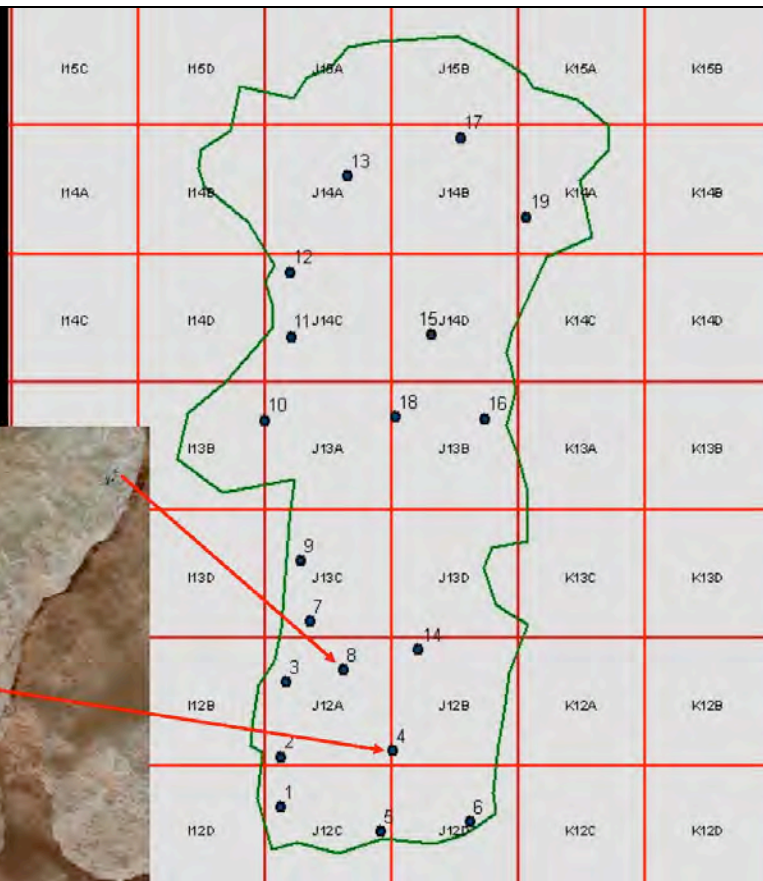 I15C I15D J15A J15B K15A K15B
17
13
I14A I14B J14A J14B K14A K14B
19
12
I14C I14D 11 J14C 15 J14D K14C K14D
10 18 16
I13B J13A J13B K13A K13B
9
I13D J13C J13D K13C K13D
7
14
8
3
I12B J12A J12B K12A K12B
4
2
1
I12D J12C 5 J12D 6 K12C K12D